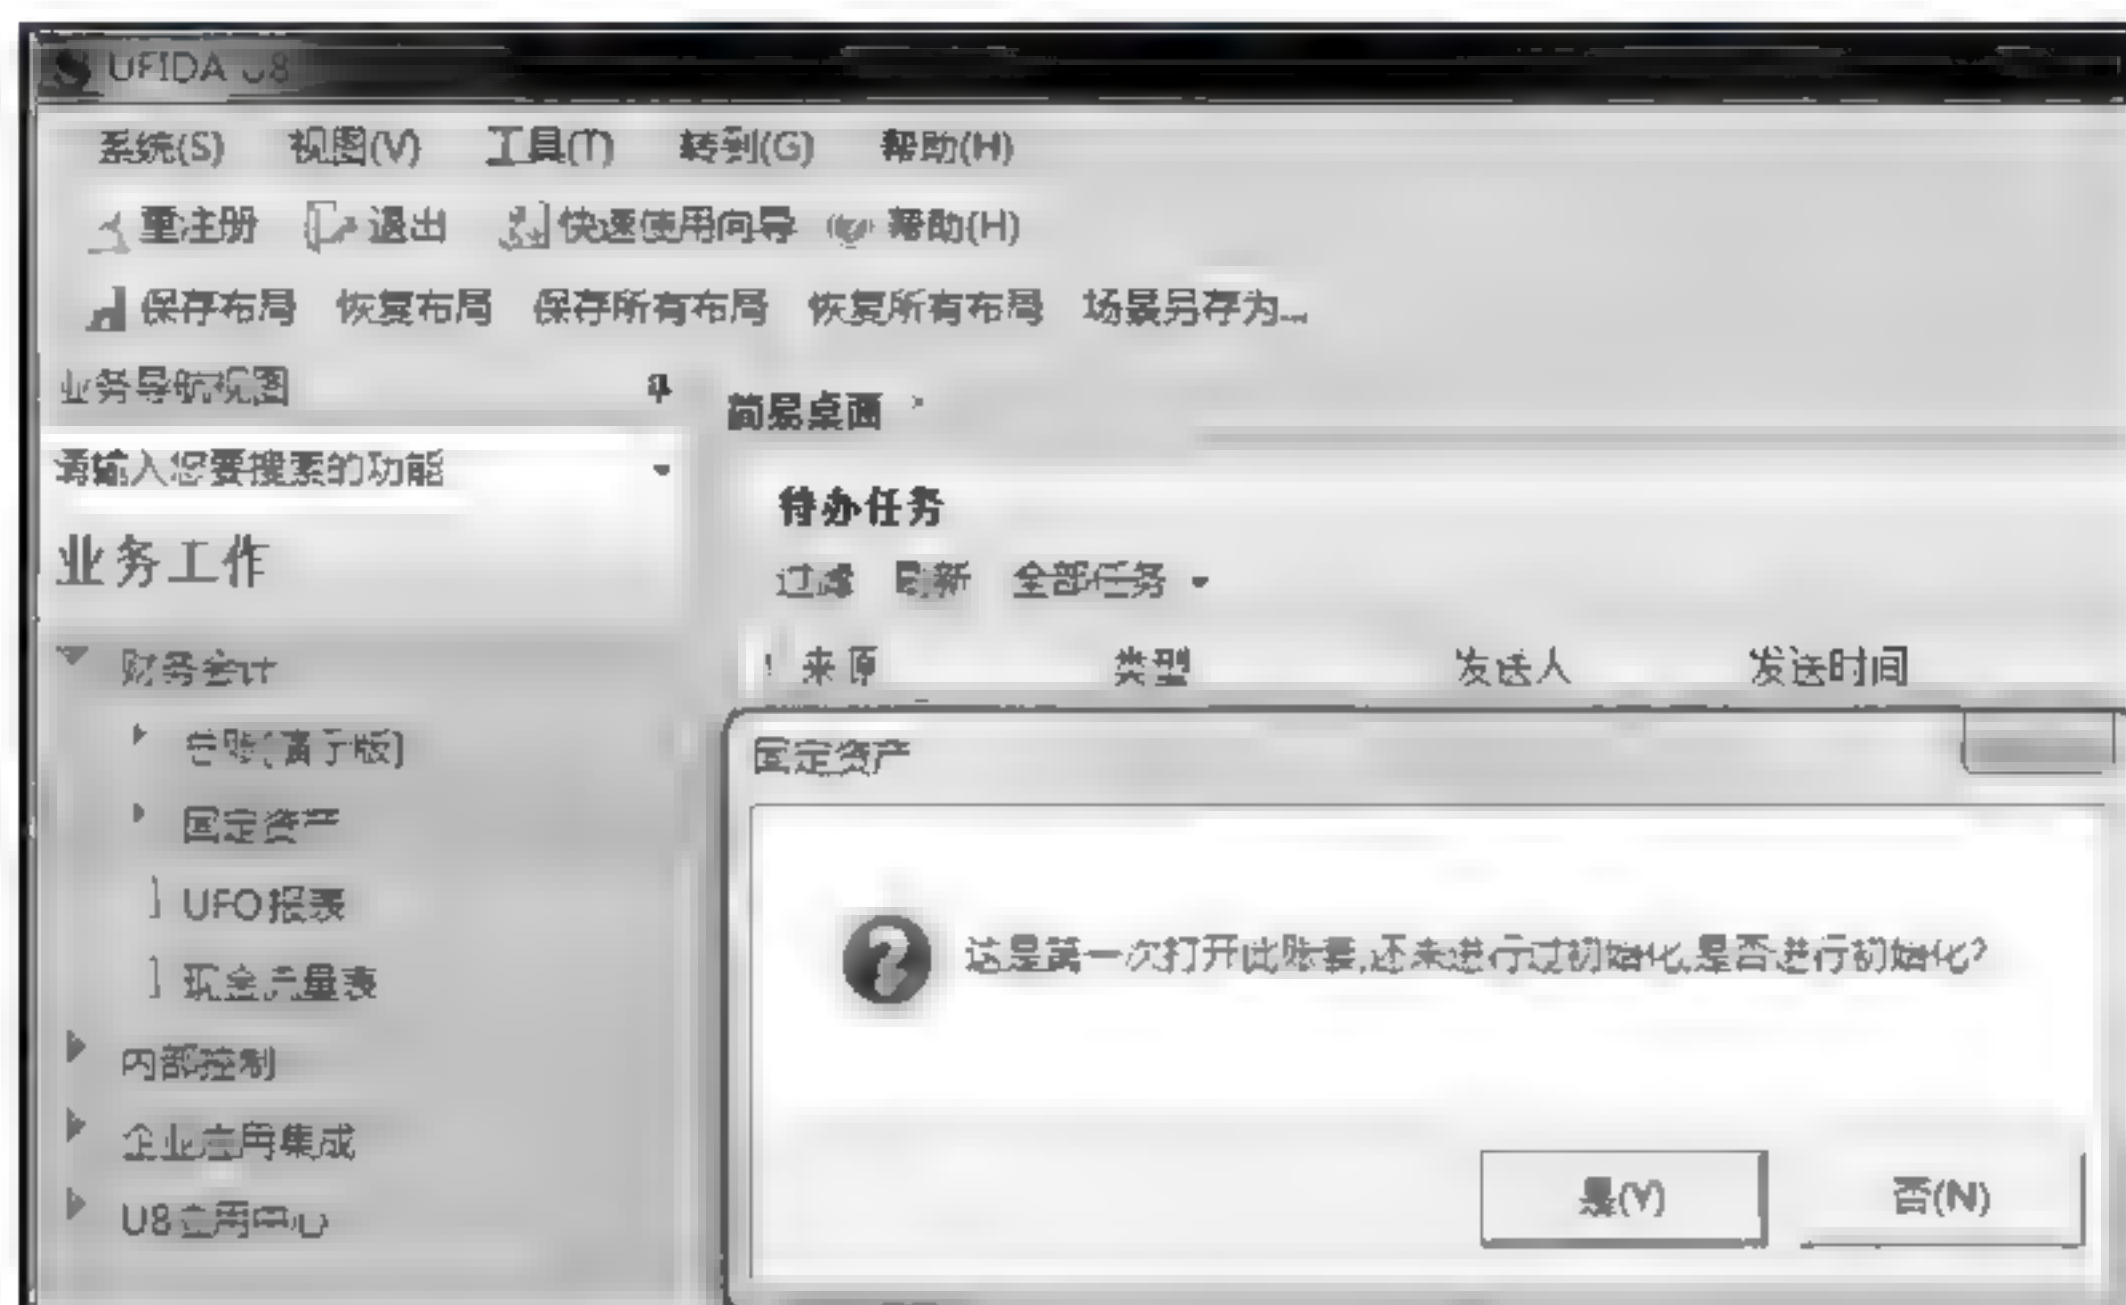 UFIDA U8
系统(S) 视图(V) 工具(T) 转到(G) 帮助(H)
重注册 退出 快速使用向导 帮助(H)
保存布局 恢复布局 保存所有布局 恢复所有布局 场景另存为...
业务导航视图
请输入您要搜索的功能
业务工作
财务会计
总账[演示版]
固定资产
UFO报表
现金流量表
内部控制
企业应用集成
U8应用中心
简易桌面
待办任务
过滤 刷新 全部任务
! 来源 类型 发送人 发送时间
固定资产
这是第一次打开此账套,还未进行过初始化,是否进行初始化?
是(Y) 否(N)